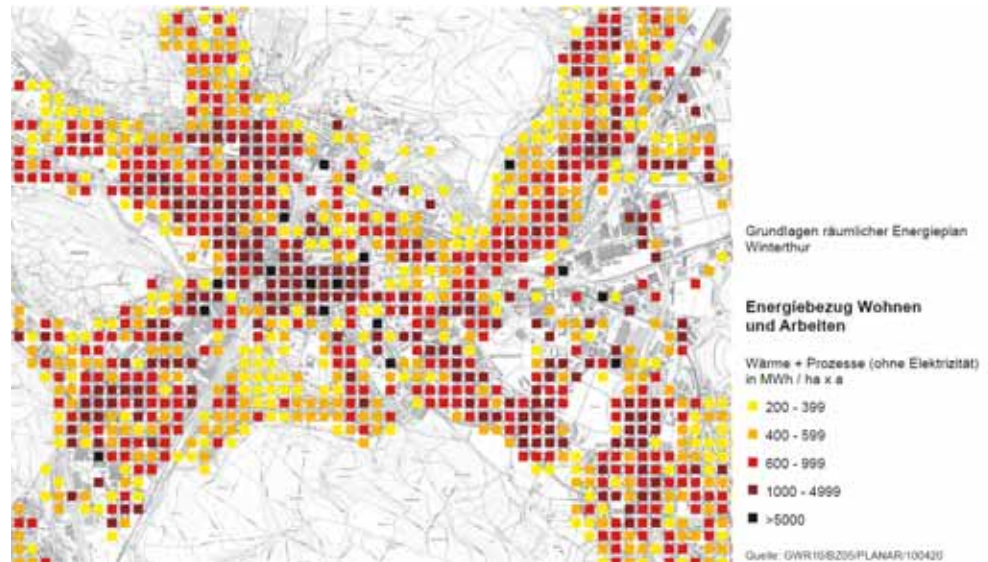 Grundlagen räumlicher Energieplan
Winterthur
Energiebezug Wohnen
und Arbeiten
Wärme + Prozesse (ohne Elektrizität)
in MWh / ha x a
200 - 399
400 - 599
600 - 999
1000 - 4999
>5000
Quelle: GWR10/BZ05/PLANAR/100420